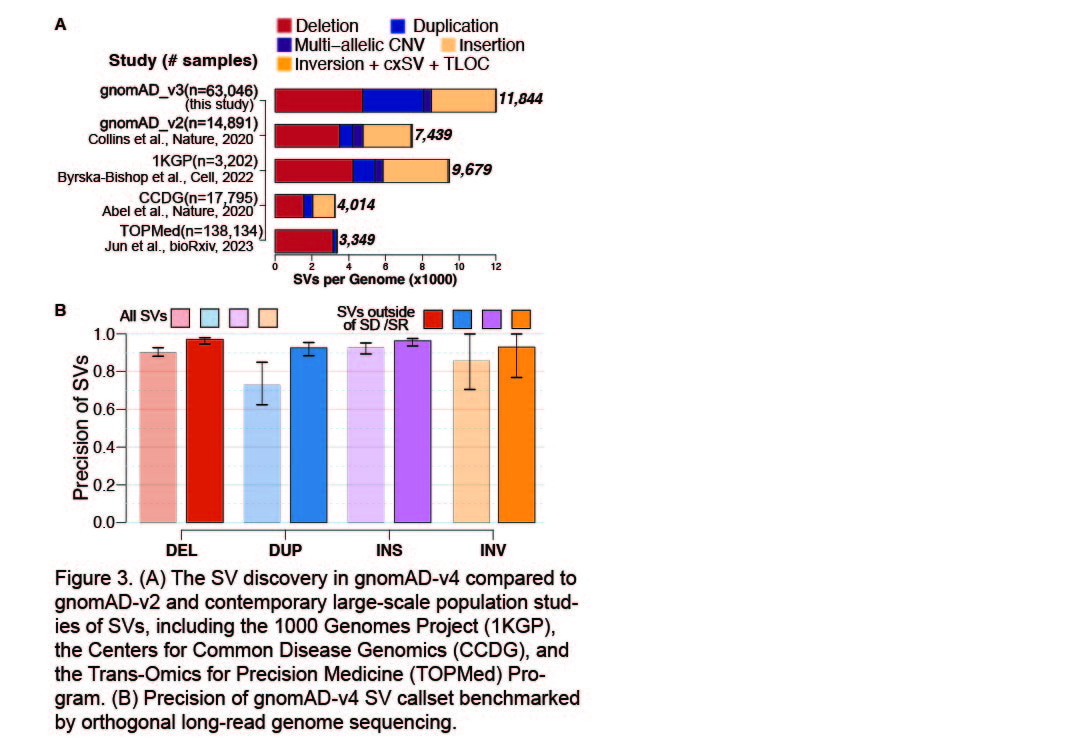 A
Deletion Duplication
Multi−allelic CNV Insertion
Inversion + cxSV + TLOC
Study (# samples)
gnomAD_v3(n=63,046)
(this study)
11,844
gnomAD_v2(n=14,891)
Collins et al., Nature, 2020
7,439
1KGP(n=3,202)
Byrska-Bishop et al., Cell, 2022
9,679
CCDG(n=17,795)
Abel et al., Nature, 2020
4,014
TOPMed(n=138,134)
Jun et al., bioRxiv, 2023
3,349
0 2 4 6 8 10 12
SVs per Genome (x1000)
B
All SVs
SVs outside
of SD /SR
Precision of SVs
1.0
0.8
0.6
0.4
0.2
0.0
DEL DUP INS INV
Figure 3. (A) The SV discovery in gnomAD-v4 compared to
gnomAD-v2 and contemporary large-scale population stud-
ies of SVs, including the 1000 Genomes Project (1KGP),
the Centers for Common Disease Genomics (CCDG), and
the Trans-Omics for Precision Medicine (TOPMed) Pro-
gram. (B) Precision of gnomAD-v4 SV callset benchmarked
by orthogonal long-read genome sequencing.